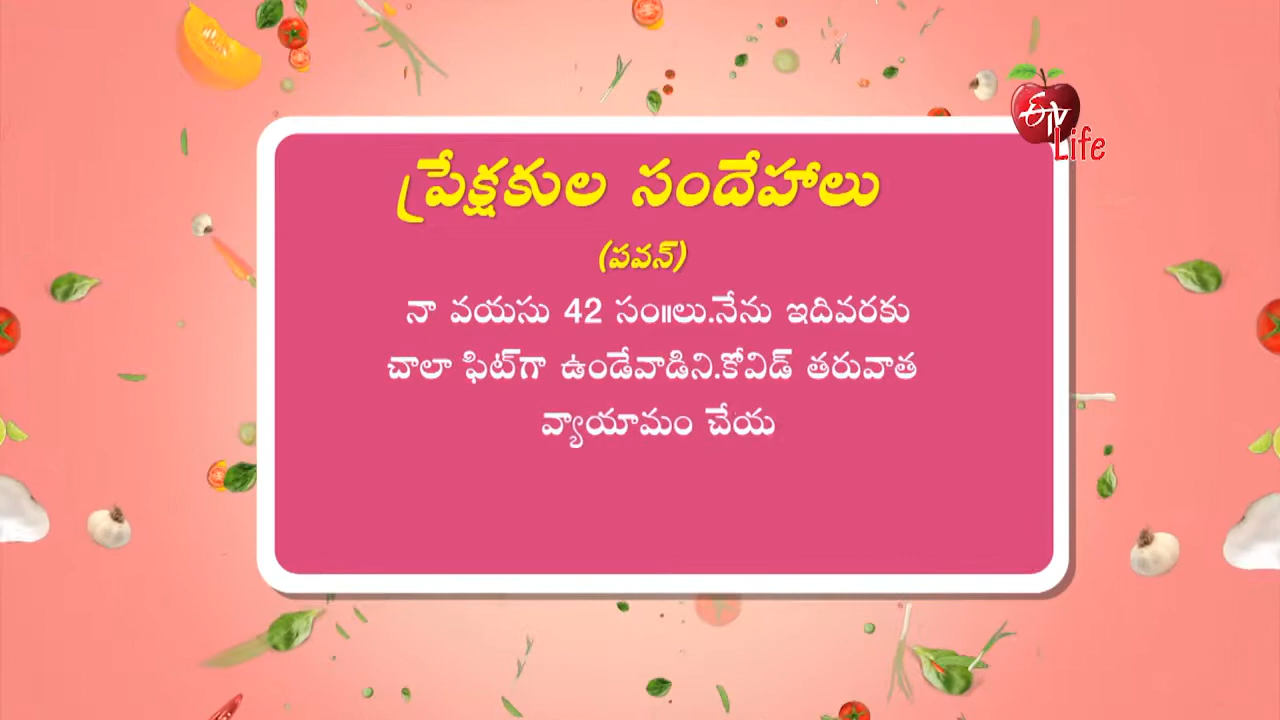 ETV
Life
ప్రేక్షకుల సందేహాలు
(పవన్)
నా వయసు 42 సం॥లు.నేను ఇదివరకు
చాలా ఫిట్‌గా ఉండేవాడిని.కోవిడ్ తరువాత
వ్యాయామం చేయ